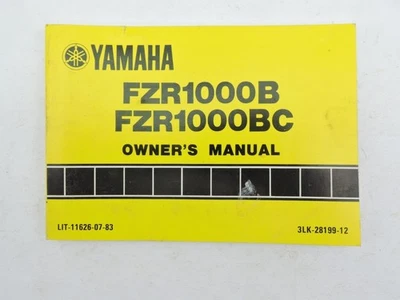 YAMAHA
FZR1000B
FZR1000BC
OWNER'S MANUAL
LIT-11626-07-83 3LK-28199-12